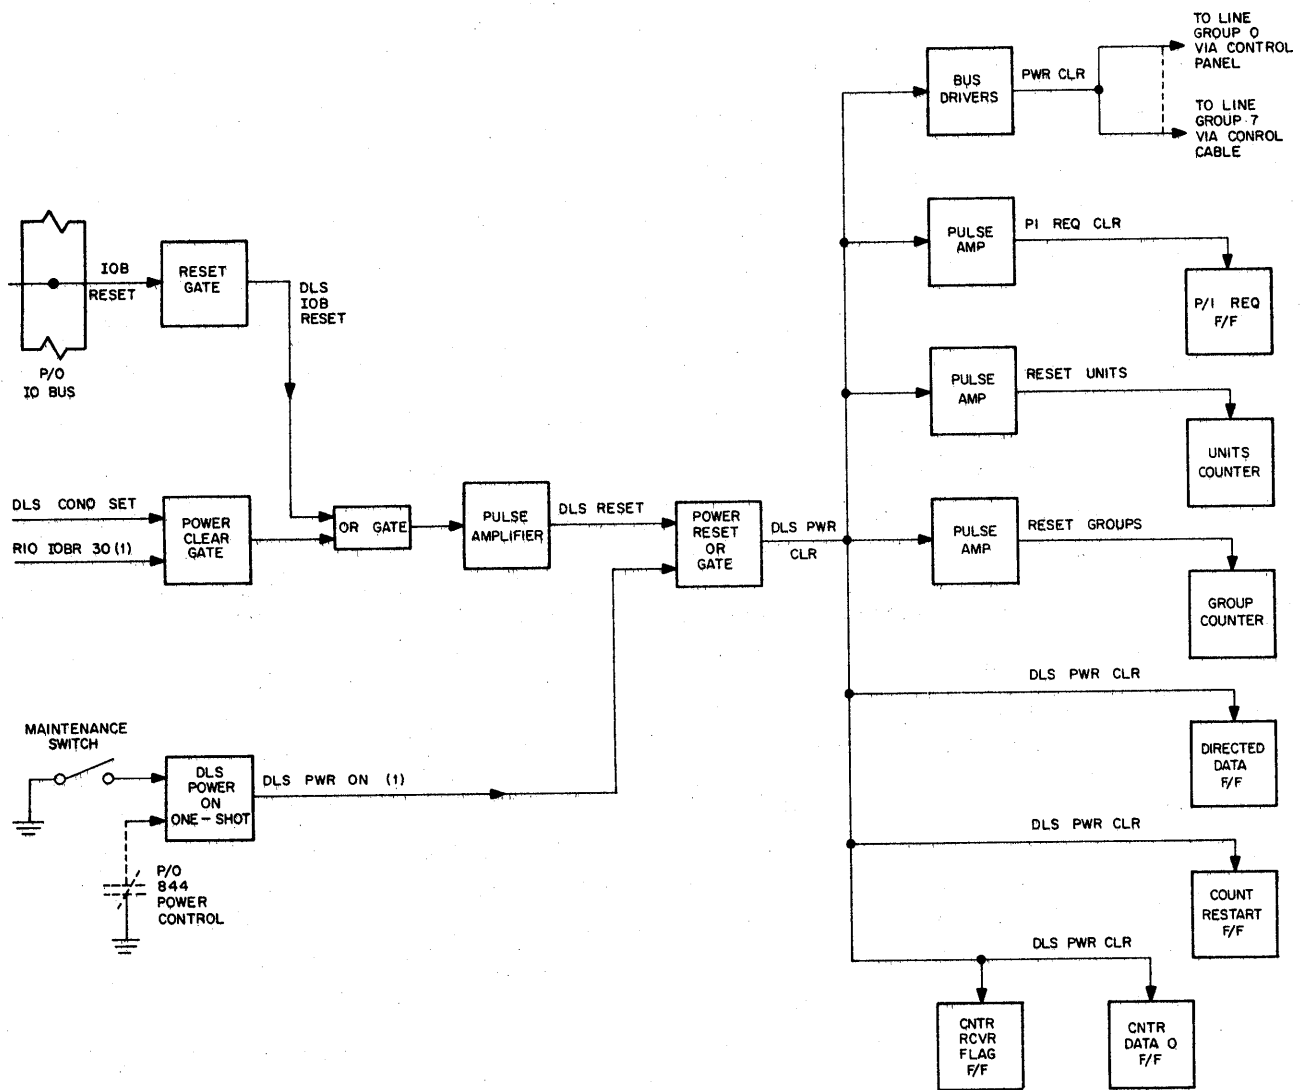 TO LINE
GROUP 0
VIA CONTROL
PANEL
BUS
DRIVERS
PWR CLR
TO LINE
GROUP 7
VIA CONROL
CABLE
PULSE
AMP
PI REQ CLR
P/I REQ
F/F
IOB
RESET
RESET
GATE
DLS
IOB
RESET
P/O
IO BUS
PULSE
AMP
RESET UNITS
UNITS
COUNTER
DLS CONO SET
RIO IOBR 30 (1)
POWER
CLEAR
GATE
OR GATE
PULSE
AMPLIFIER
DLS RESET
POWER
RESET
OR
GATE
DLS PWR
CLR
PULSE
AMP
RESET GROUPS
GROUP
COUNTER
DLS PWR CLR
DIRECTED
DATA
F/F
MAINTENANCE
SWITCH
DLS
POWER
ON
ONE-SHOT
DLS PWR ON (1)
P/O
844
POWER
CONTROL
DLS PWR CLR
COUNT
RESTART
F/F
DLS PWR CLR
CNTR
RCVR
FLAG
F/F
CNTR
DATA Q
F/F